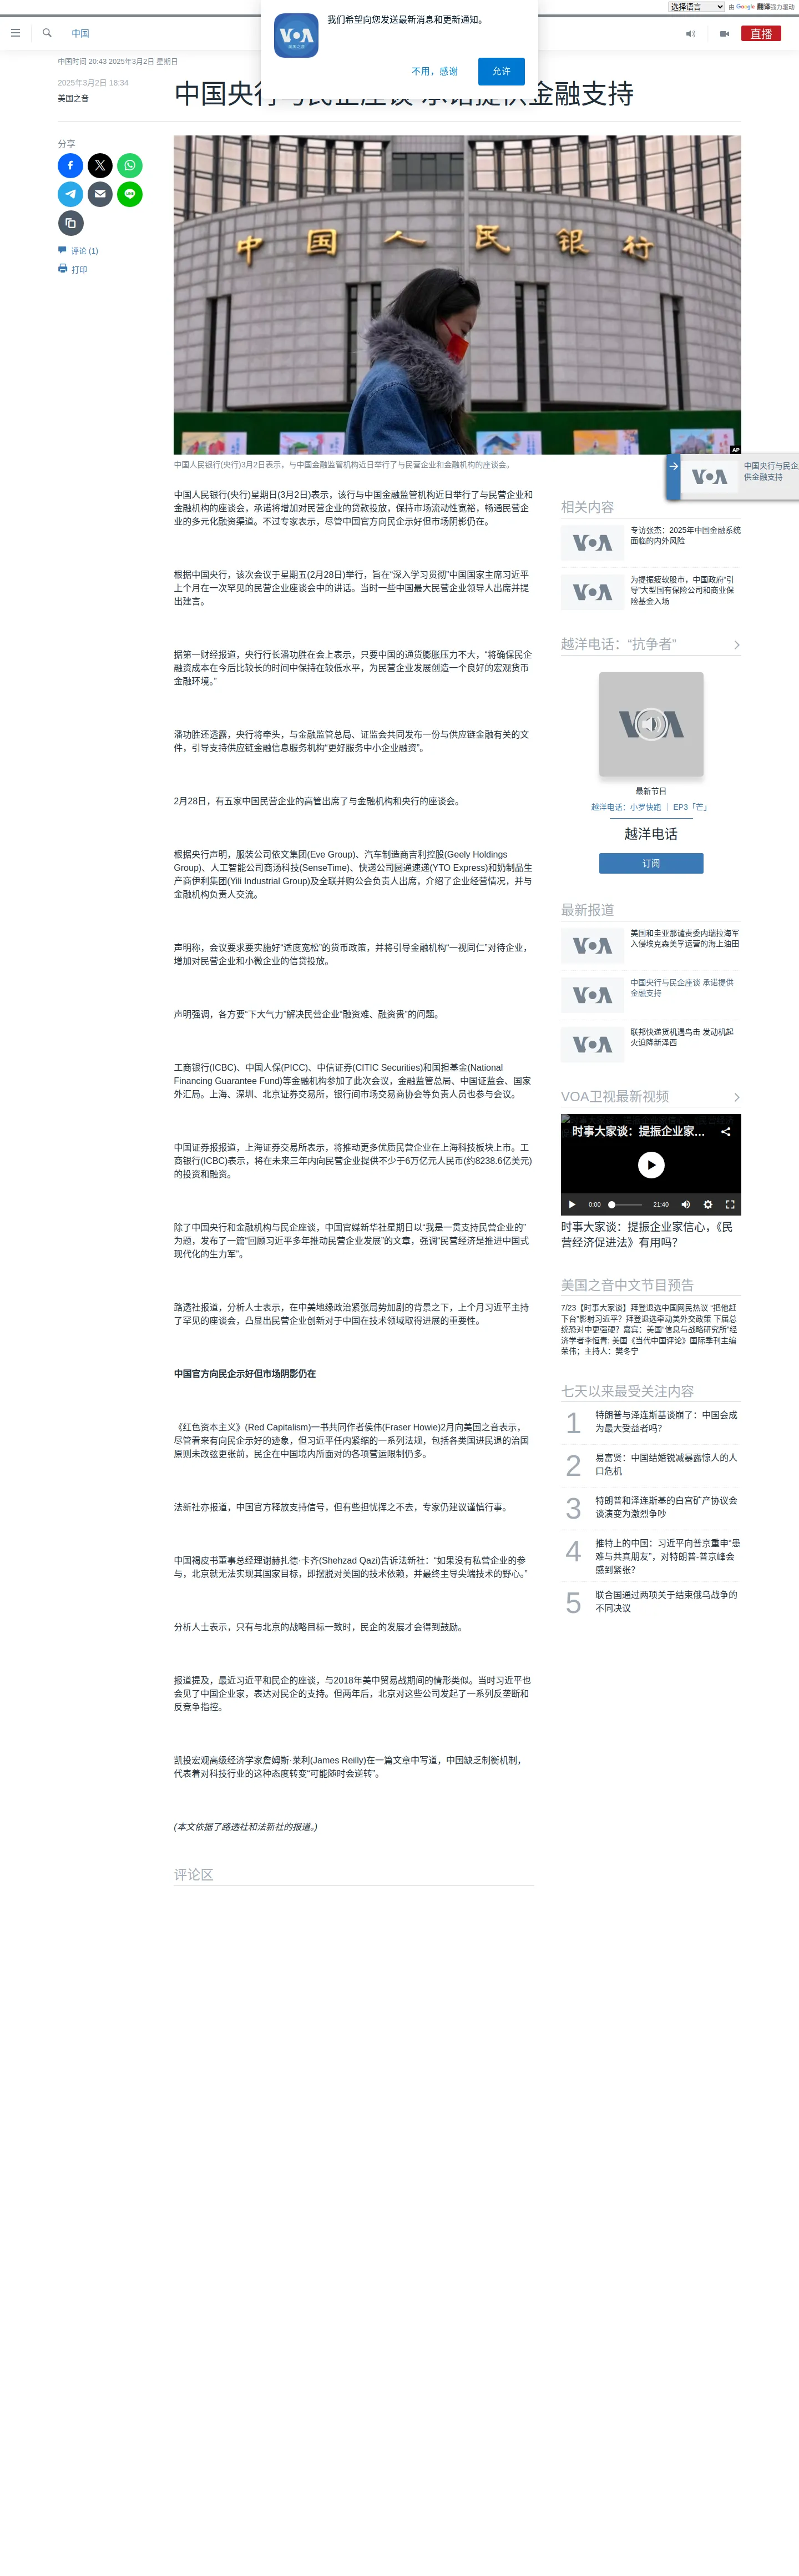 选择语言 由 Google 翻译强力驱动
中国
直播
VOA
美国之音
我们希望向您发送最新消息和更新通知。
不用，感谢
允许
中国时间 20:43 2025年3月2日 星期日
2025年3月2日 18:34
美国之音
中国央行与民企座谈 承诺提供金融支持
分享
评论 (1)
打印
中国人民银行
AP
中国人民银行(央行)3月2日表示，与中国金融监管机构近日举行了与民营企业和金融机构的座谈会。
中国人民银行(央行)星期日(3月2日)表示，该行与中国金融监管机构近日举行了与民营企业和
金融机构的座谈会，承诺将增加对民营企业的贷款投放，保持市场流动性宽裕，畅通民营企
业的多元化融资渠道。不过专家表示，尽管中国官方向民企示好但市场阴影仍在。
根据中国央行，该次会议于星期五(2月28日)举行，旨在“深入学习贯彻”中国国家主席习近平
上个月在一次罕见的民营企业座谈会中的讲话。当时一些中国最大民营企业领导人出席并提
出建言。
据第一财经报道，央行行长潘功胜在会上表示，只要中国的通货膨胀压力不大，“将确保民企
融资成本在今后比较长的时间中保持在较低水平，为民营企业发展创造一个良好的宏观货币
金融环境。”
潘功胜还透露，央行将牵头，与金融监管总局、证监会共同发布一份与供应链金融有关的文
件，引导支持供应链金融信息服务机构“更好服务中小企业融资”。
2月28日，有五家中国民营企业的高管出席了与金融机构和央行的座谈会。
根据央行声明，服装公司依文集团(Eve Group)、汽车制造商吉利控股(Geely Holdings
Group)、人工智能公司商汤科技(SenseTime)、快递公司圆通速递(YTO Express)和奶制品生
产商伊利集团(Yili Industrial Group)及全联并购公会负责人出席，介绍了企业经营情况，并与
金融机构负责人交流。
声明称，会议要求要实施好“适度宽松”的货币政策，并将引导金融机构“一视同仁”对待企业，
增加对民营企业和小微企业的信贷投放。
声明强调，各方要“下大气力”解决民营企业“融资难、融资贵”的问题。
工商银行(ICBC)、中国人保(PICC)、中信证券(CITIC Securities)和国担基金(National
Financing Guarantee Fund)等金融机构参加了此次会议，金融监管总局、中国证监会、国家
外汇局。上海、深圳、北京证券交易所，银行间市场交易商协会等负责人员也参与会议。
中国证券报报道，上海证券交易所表示，将推动更多优质民营企业在上海科技板块上市。工
商银行(ICBC)表示，将在未来三年内向民营企业提供不少于6万亿元人民币(约8238.6亿美元)
的投资和融资。
除了中国央行和金融机构与民企座谈，中国官媒新华社星期日以“我是一贯支持民营企业的”
为题，发布了一篇“回顾习近平多年推动民营企业发展”的文章，强调“民营经济是推进中国式
现代化的生力军”。
路透社报道，分析人士表示，在中美地缘政治紧张局势加剧的背景之下，上个月习近平主持
了罕见的座谈会，凸显出民营企业创新对于中国在技术领域取得进展的重要性。
中国官方向民企示好但市场阴影仍在
《红色资本主义》(Red Capitalism)一书共同作者侯伟(Fraser Howie)2月向美国之音表示，
尽管看来有向民企示好的迹象，但习近平任内紧缩的一系列法规，包括各类国进民退的治国
原则未改弦更张前，民企在中国境内所面对的各项营运限制仍多。
法新社亦报道，中国官方释放支持信号，但有些担忧挥之不去，专家仍建议谨慎行事。
中国褐皮书董事总经理谢赫扎德·卡齐(Shehzad Qazi)告诉法新社：“如果没有私营企业的参
与，北京就无法实现其国家目标，即摆脱对美国的技术依赖，并最终主导尖端技术的野心。”
分析人士表示，只有与北京的战略目标一致时，民企的发展才会得到鼓励。
报道提及，最近习近平和民企的座谈，与2018年美中贸易战期间的情形类似。当时习近平也
会见了中国企业家，表达对民企的支持。但两年后，北京对这些公司发起了一系列反垄断和
反竞争指控。
凯投宏观高级经济学家詹姆斯·莱利(James Reilly)在一篇文章中写道，中国缺乏制衡机制，
代表着对科技行业的这种态度转变“可能随时会逆转”。
(本文依据了路透社和法新社的报道。)
评论区
VOA
中国央行与民企
供金融支持
相关内容
VOA
专访张杰：2025年中国金融系统
面临的内外风险
VOA
为提振疲软股市，中国政府“引
导”大型国有保险公司和商业保
险基金入场
越洋电话：“抗争者”
VOA
最新节目
越洋电话：小罗快跑 ｜ EP3「芒」
越洋电话
订阅
最新报道
VOA
美国和圭亚那谴责委内瑞拉海军
入侵埃克森美孚运营的海上油田
VOA
中国央行与民企座谈 承诺提供
金融支持
VOA
联邦快递货机遇鸟击 发动机起
火迫降新泽西
VOA卫视最新视频
时事大家谈：提振企业家…
0:00
21:40
时事大家谈：提振企业家信心，《民
营经济促进法》有用吗？
美国之音中文节目预告
7/23【时事大家谈】拜登退选中国网民热议 “把他赶
下台”影射习近平？拜登退选牵动美外交政策 下届总
统恐对中更强硬？嘉宾：美国“信息与战略研究所”经
济学者李恒青; 美国《当代中国评论》国际季刊主编
荣伟；主持人：樊冬宁
七天以来最受关注内容
1
特朗普与泽连斯基谈崩了：中国会成
为最大受益者吗？
2
易富贤：中国结婚锐减暴露惊人的人
口危机
3
特朗普和泽连斯基的白宫矿产协议会
谈演变为激烈争吵
4
推特上的中国：习近平向普京重申“患
难与共真朋友”，对特朗普-普京峰会
感到紧张？
5
联合国通过两项关于结束俄乌战争的
不同决议